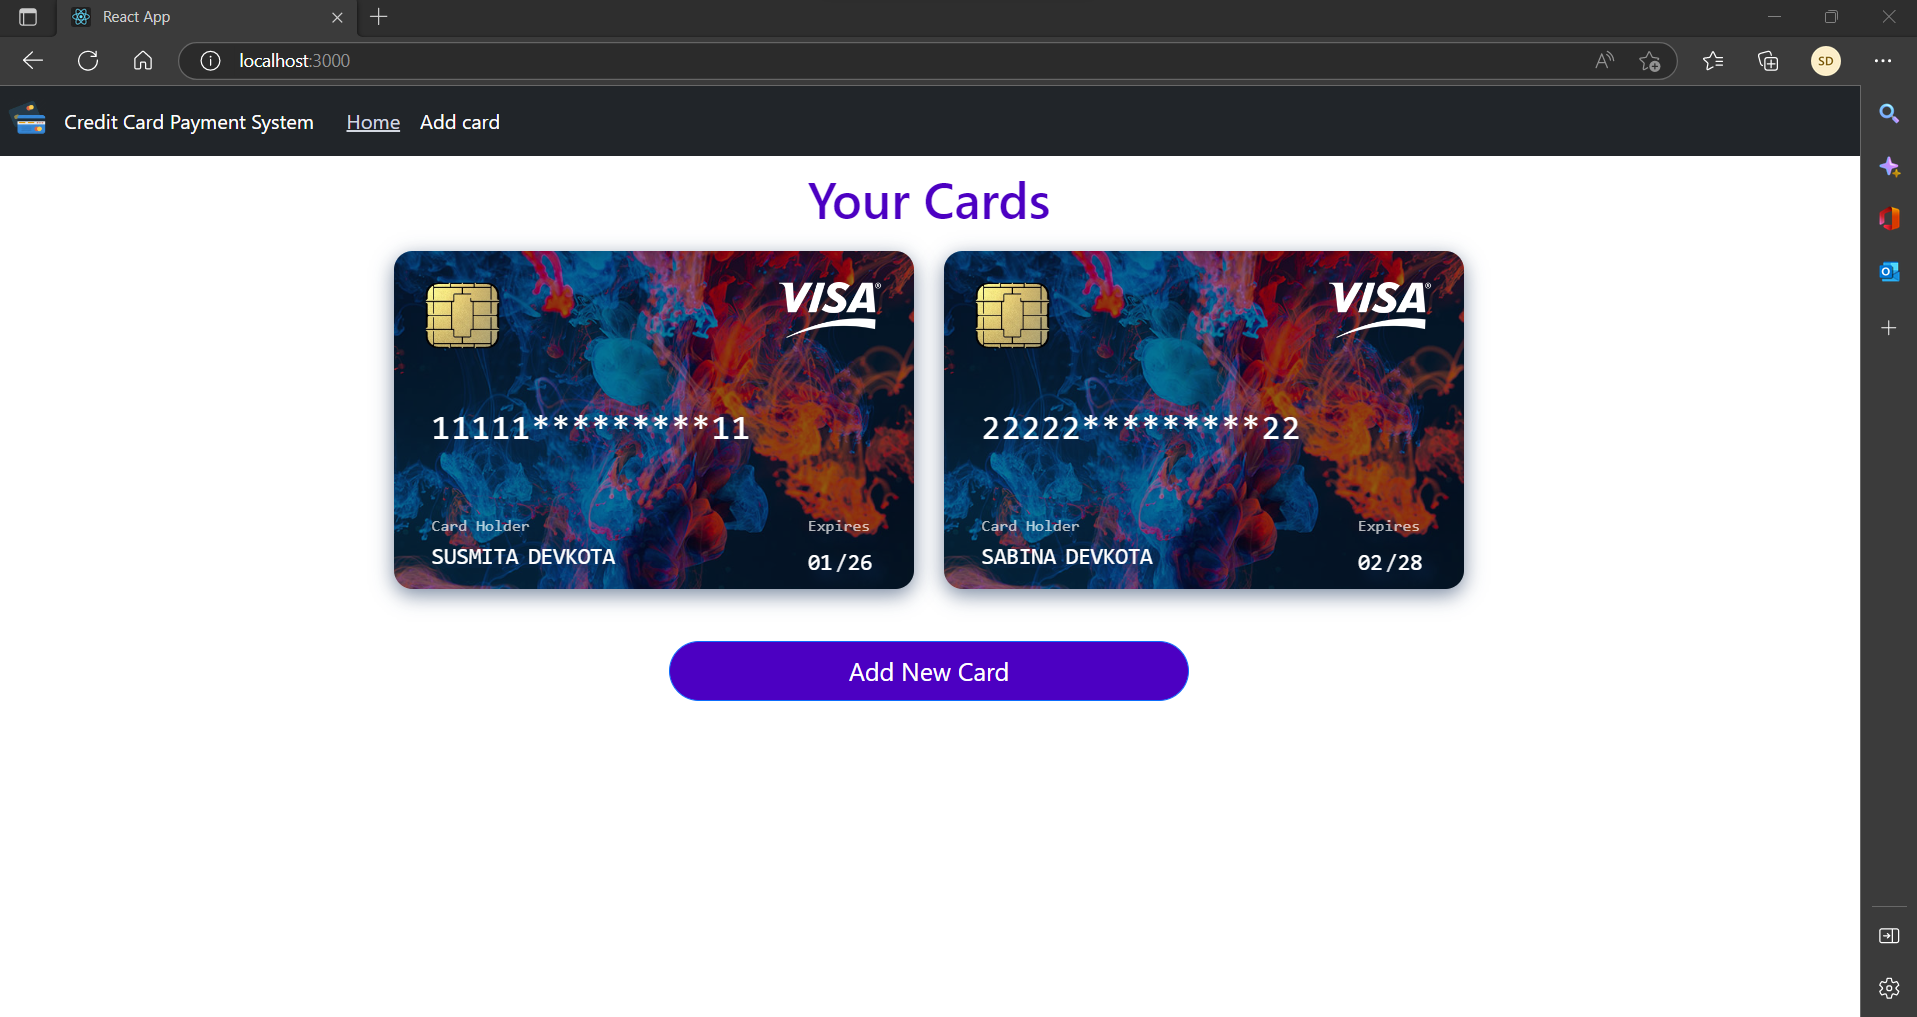 React App
localhost:3000
SD
Credit Card Payment System Home Add card
Your Cards
VISA®
11111*********11
Card Holder Expires
SUSMITA DEVKOTA 01/26
VISA®
22222*********22
Card Holder Expires
SABINA DEVKOTA 02/28
Add New Card